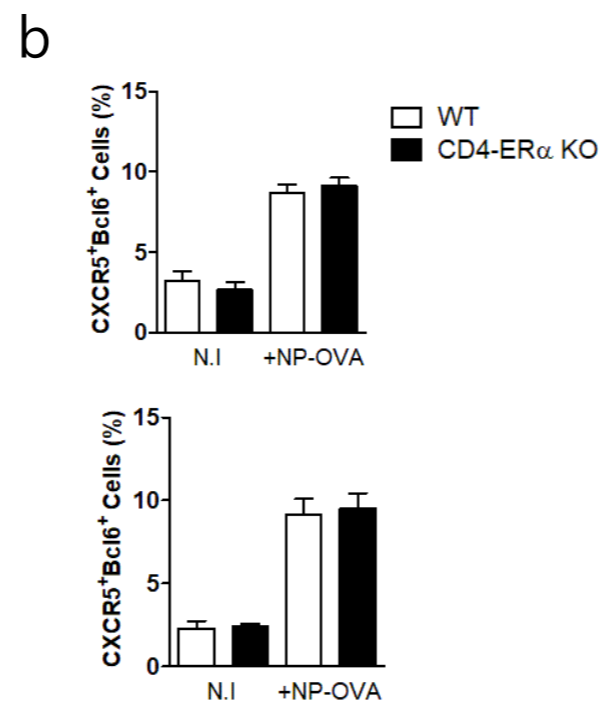 b
CXCR5⁺Bcl6⁺ Cells (%)
15
10
5
0
N.I +NP-OVA
WT
CD4-ERα KO
CXCR5⁺Bcl6⁺ Cells (%)
15
10
5
0
N.I +NP-OVA